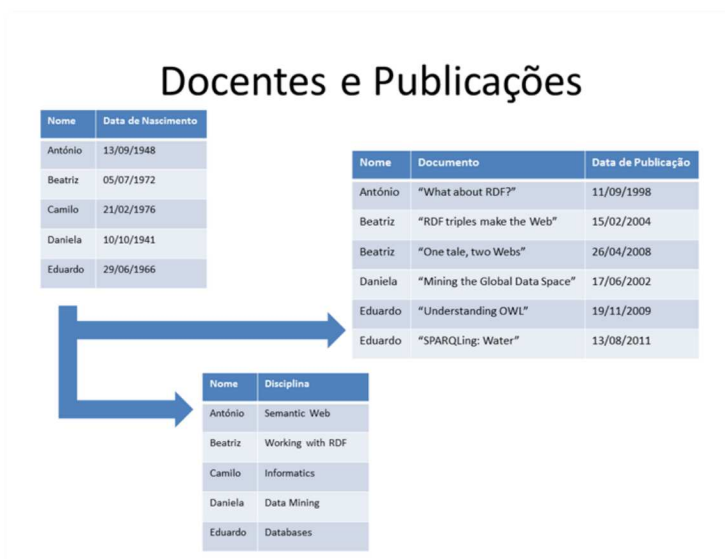 Docentes e Publicações
Nome Data de Nascimento
António 13/09/1948
Beatriz 05/07/1972
Camilo 21/02/1976
Daniela 10/10/1941
Eduardo 29/06/1966
Nome Documento Data de Publicação
António “What about RDF?” 11/09/1998
Beatriz “RDF triples make the Web” 15/02/2004
Beatriz “One tale, two Webs” 26/04/2008
Daniela “Mining the Global Data Space” 17/06/2002
Eduardo “Understanding OWL” 19/11/2009
Eduardo “SPARQLing: Water” 13/08/2011
Nome Disciplina
António Semantic Web
Beatriz Working with RDF
Camilo Informatics
Daniela Data Mining
Eduardo Databases